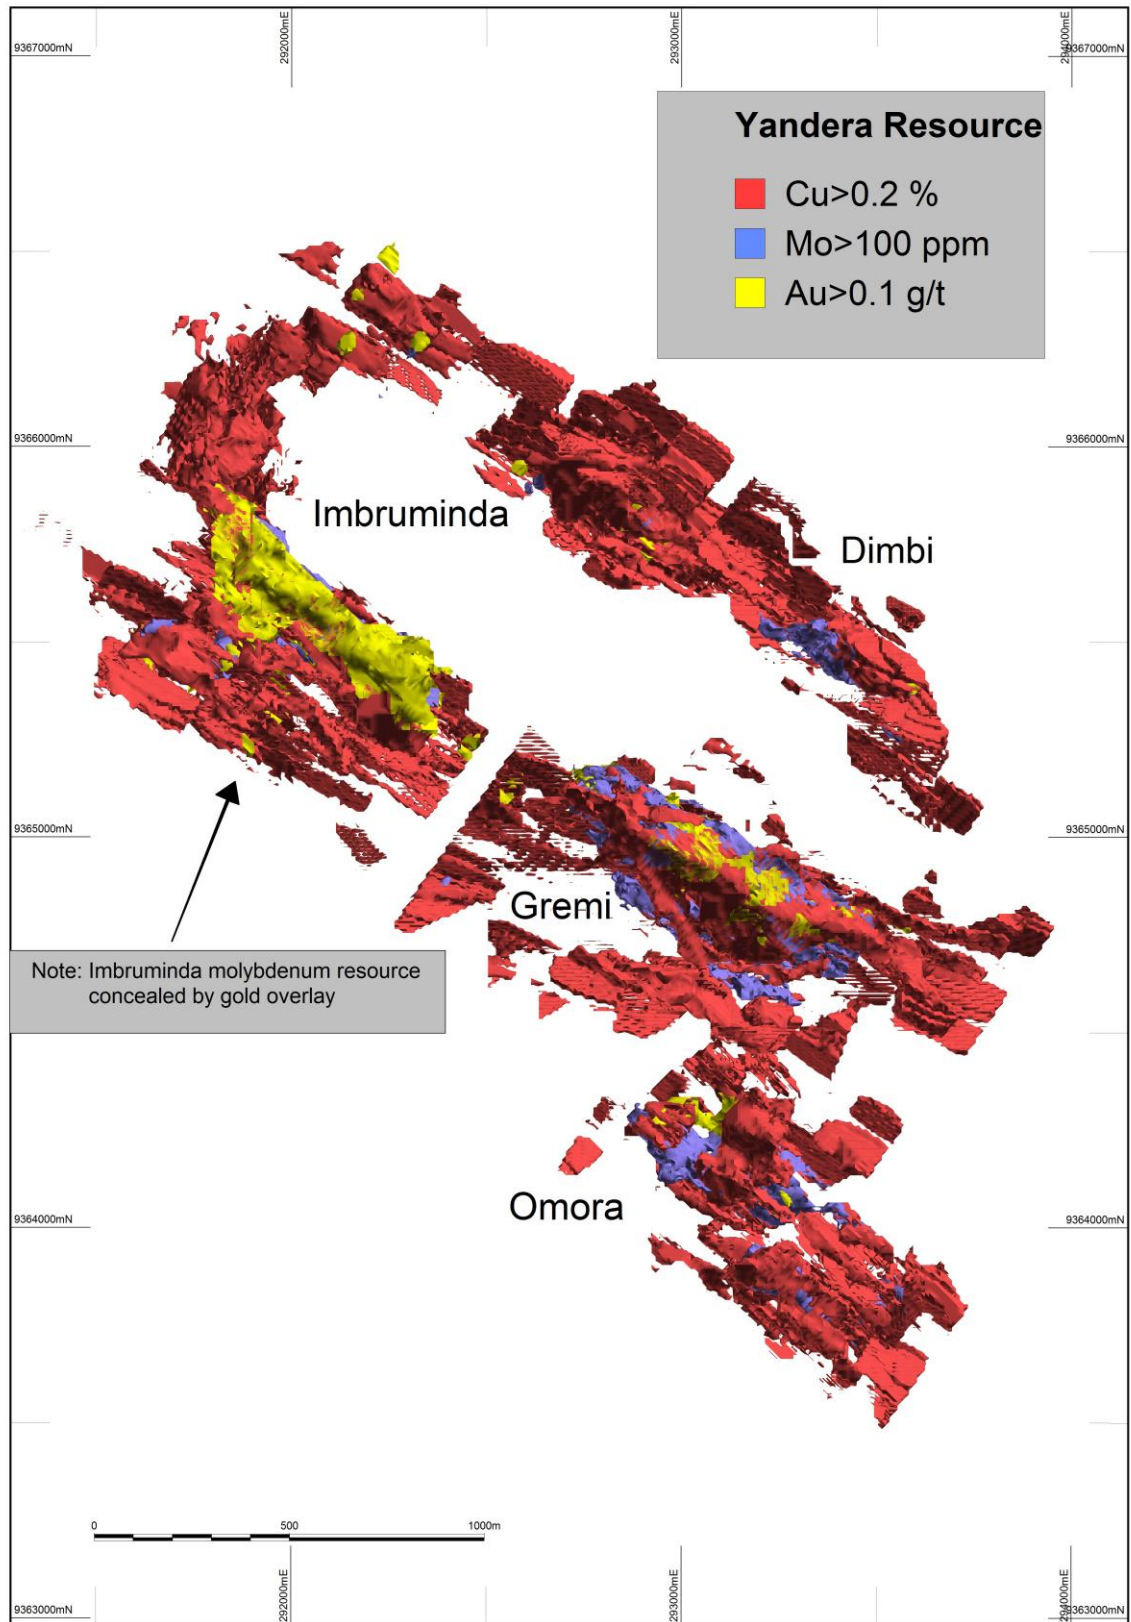 292000mE
293000mE
294000mE
9367000mN
9367000mN
Yandera Resource
Cu>0.2 %
Mo>100 ppm
Au>0.1 g/t
9366000mN
9366000mN
Imbruminda
Dimbi
9365000mN
9365000mN
Gremi
Note: Imbruminda molybdenum resource
concealed by gold overlay
Omora
9364000mN
9364000mN
0
500
1000m
292000mE
293000mE
294000mE
9363000mN
9363000mN